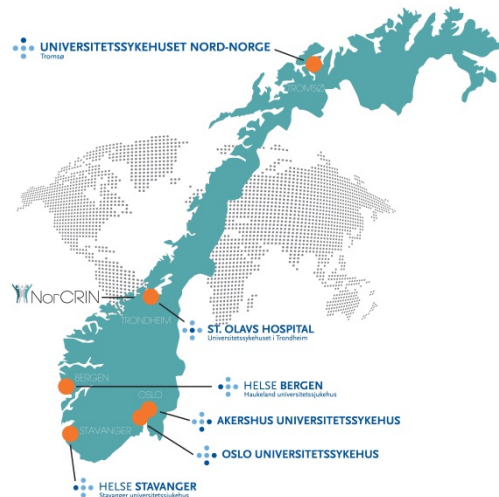 UNIVERSITETSSYKEHUSET NORD-NORGE
Tromsø
TROMSØ
NorCRIN
TRONDHEIM
ST. OLAVS HOSPITAL
Universitetssykehuset i Trondheim
BERGEN
HELSE BERGEN
Haukeland universitetssjukehus
OSLO
AKERSHUS UNIVERSITETSSYKEHUS
STAVANGER
OSLO UNIVERSITETSSYKEHUS
HELSE STAVANGER
Stavanger universitetssjukehus